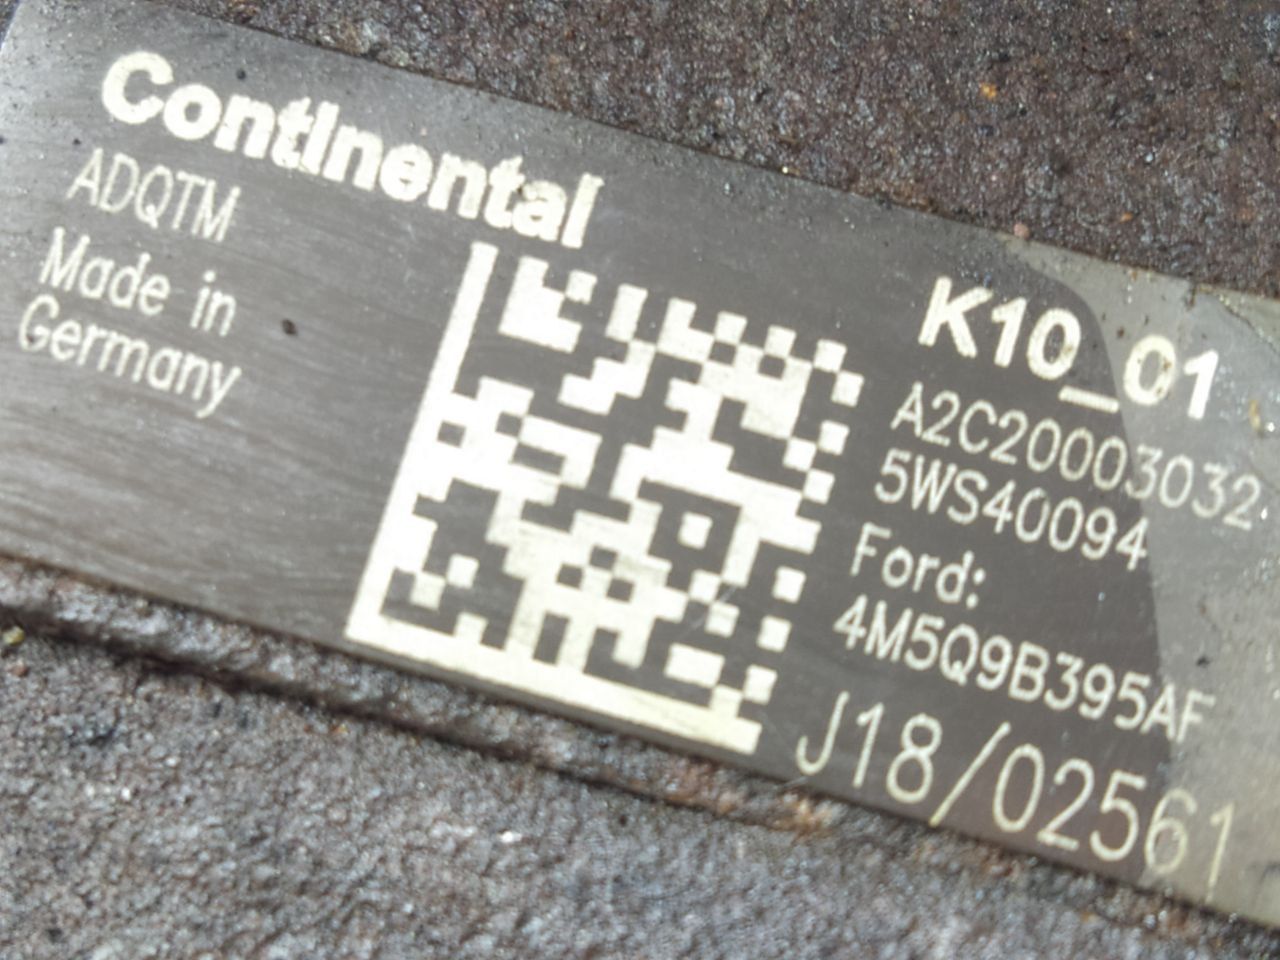 Continental
ADQTM
Made in
Germany
K10_01
A2C20003032
5WS40094
Ford:
4M5Q9B395AF
J18/02561